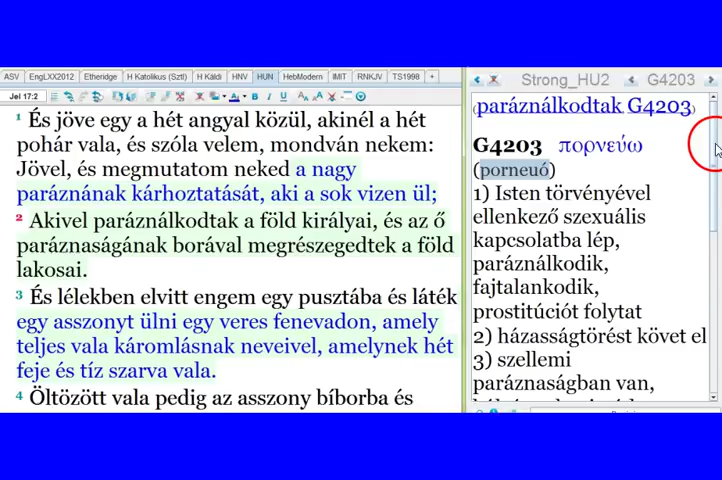 ASV EngLXX2012 Etheridge H Katolikus (Sztl) H Káldi HNV HUN HebModern IMIT RNKJV TS1998 +
Jel 17:2
1 És jöve egy a hét angyal közül, akinél a hét
pohár vala, és szóla velem, mondván nekem:
Jövel, és megmutatom neked a nagy
paráznának kárhoztatását, aki a sok vizen ül;
2 Akivel paráználkodtak a föld királyai, és az ő
paráznaságának borával megrészegedtek a föld
lakosai.
3 És lélekben elvitt engem egy pusztába és láték
egy asszonyt ülni egy veres fenevadon, amely
teljes vala káromlásnak neveivel, amelynek hét
feje és tíz szarva vala.
4 Öltözött vala pedig az asszony bíborba és
Strong_HU2 G4203
(paráználkodtak G4203)
G4203 πορνεύω
(porneuó)
1) Isten törvényével
ellenkező szexuális
kapcsolatba lép,
paráználkodik,
fajtalankodik,
prostitúciót folytat
2) házasságtörést követ el
3) szellemi
paráznaságban van,